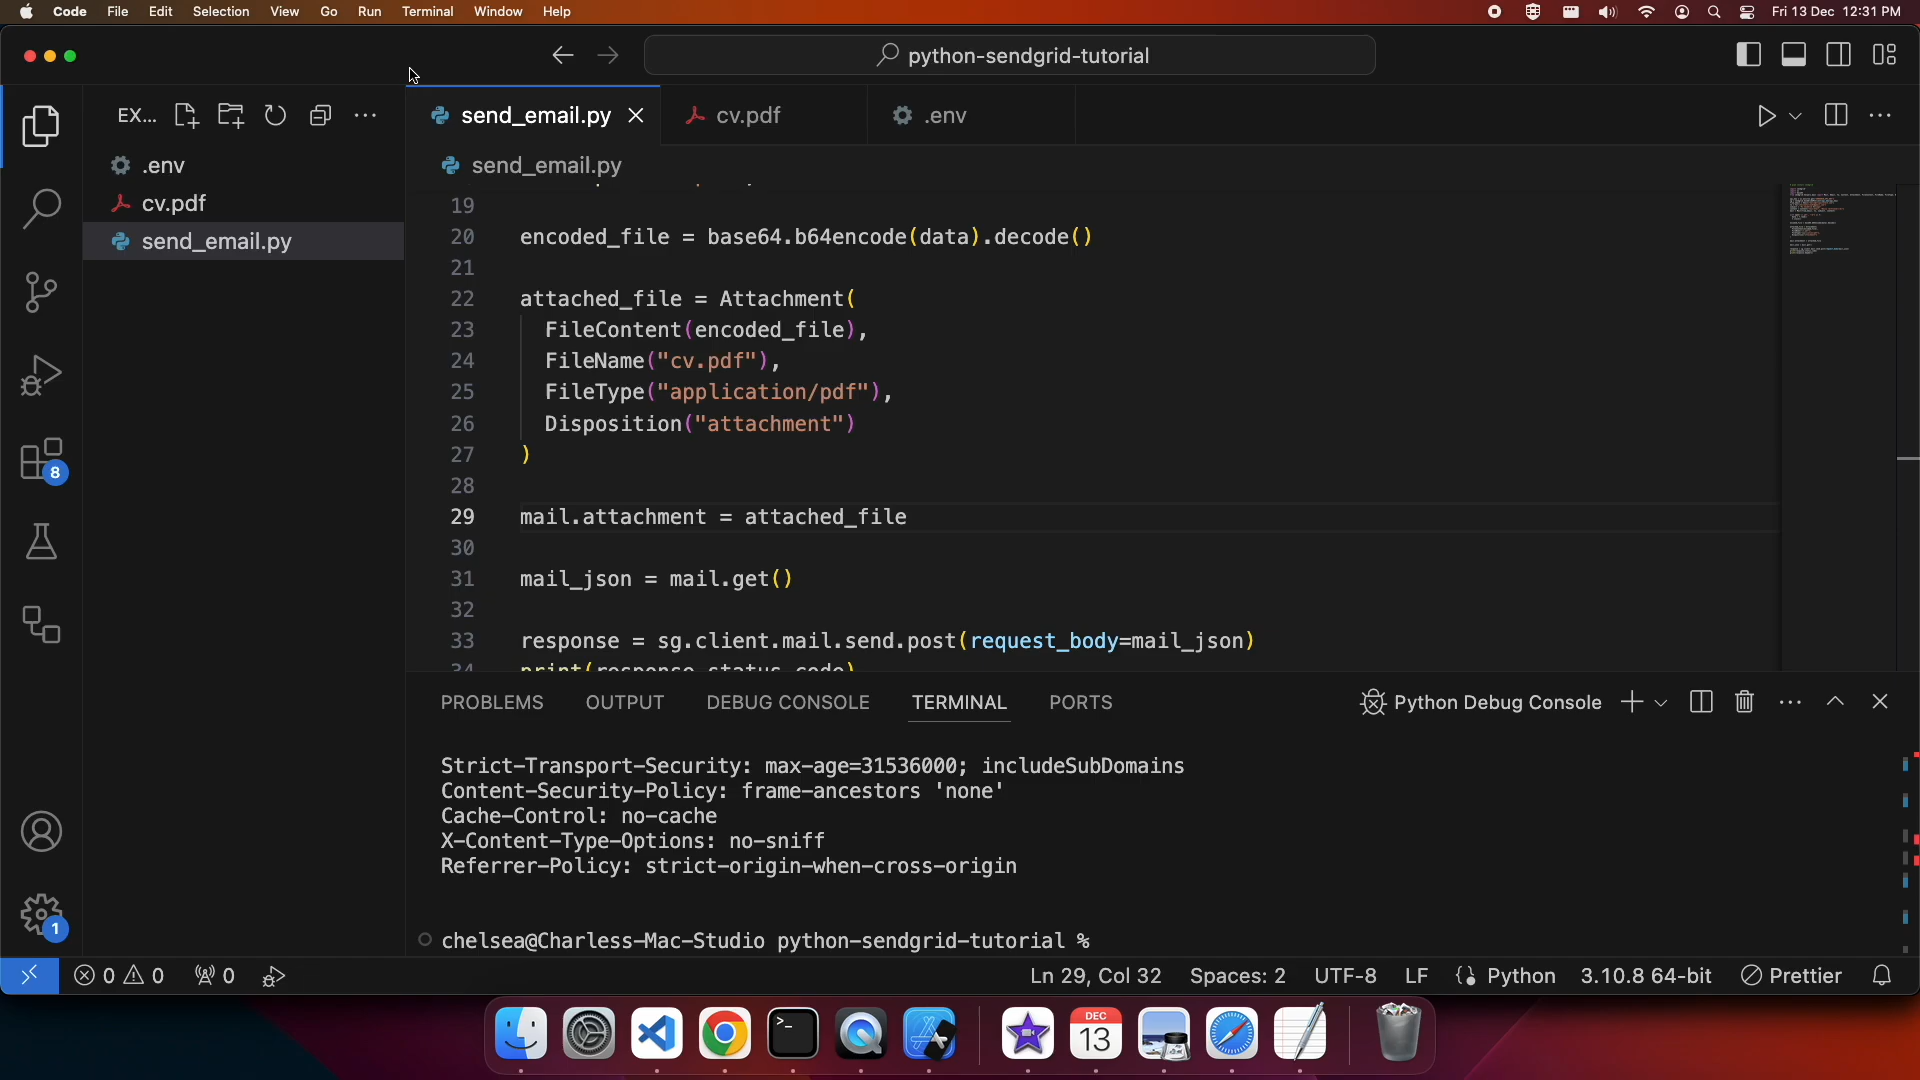 Code File Edit Selection View Go Run Terminal Window Help Fri 13 Dec 12:31 PM
python-sendgrid-tutorial
EX...
send_email.py
cv.pdf
.env
.env
cv.pdf
send_email.py
send_email.py
19
20 encoded_file = base64.b64encode(data).decode()
21
22 attached_file = Attachment(
23 FileContent(encoded_file),
24 FileName("cv.pdf"),
25 FileType("application/pdf"),
26 Disposition("attachment")
27 )
28
29 mail.attachment = attached_file
30
31 mail_json = mail.get()
32
33 response = sg.client.mail.send.post(request_body=mail_json)
34 print(response.status_code)
8
1
PROBLEMS OUTPUT DEBUG CONSOLE TERMINAL PORTS Python Debug Console
Strict-Transport-Security: max-age=31536000; includeSubDomains
Content-Security-Policy: frame-ancestors 'none'
Cache-Control: no-cache
X-Content-Type-Options: no-sniff
Referrer-Policy: strict-origin-when-cross-origin
chelsea@Charless-Mac-Studio python-sendgrid-tutorial %
0 0 0 Ln 29, Col 32 Spaces: 2 UTF-8 LF Python 3.10.8 64-bit Prettier
DEC
13